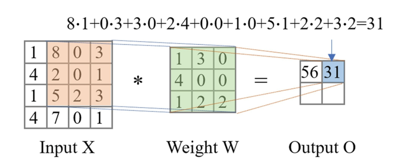 8·1+0·3+3·0+2·4+0·0+1·0+5·1+2·2+3·2=31
1 8 0 3
4 2 0 1
1 5 2 3
4 7 0 1
*
1 3 0
4 0 0
1 2 2
=
56 31
Input X
Weight W
Output O